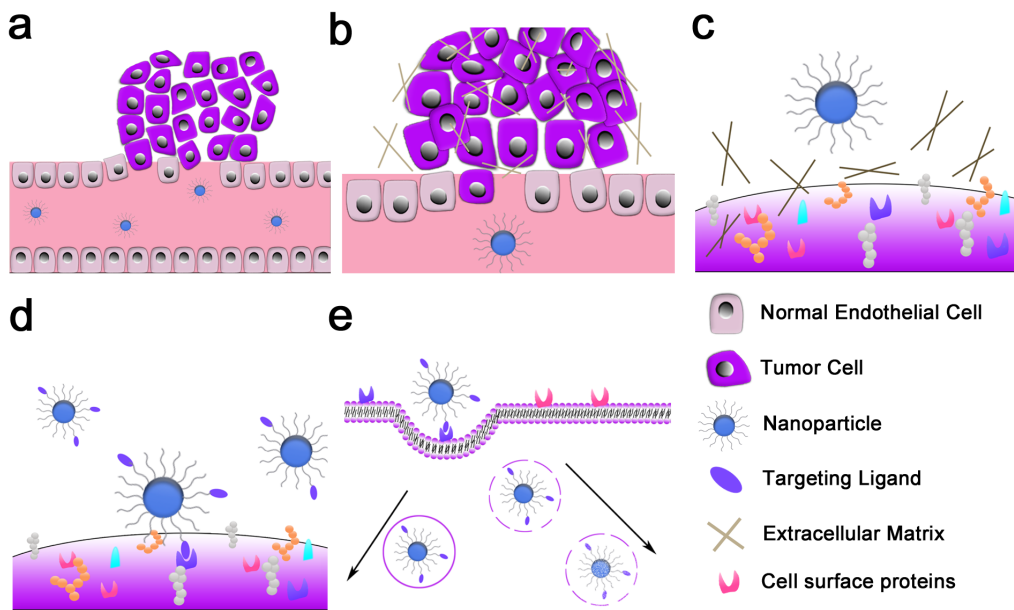 a
b
c
d
e
Normal Endothelial Cell
Tumor Cell
Nanoparticle
Targeting Ligand
Extracellular Matrix
Cell surface proteins